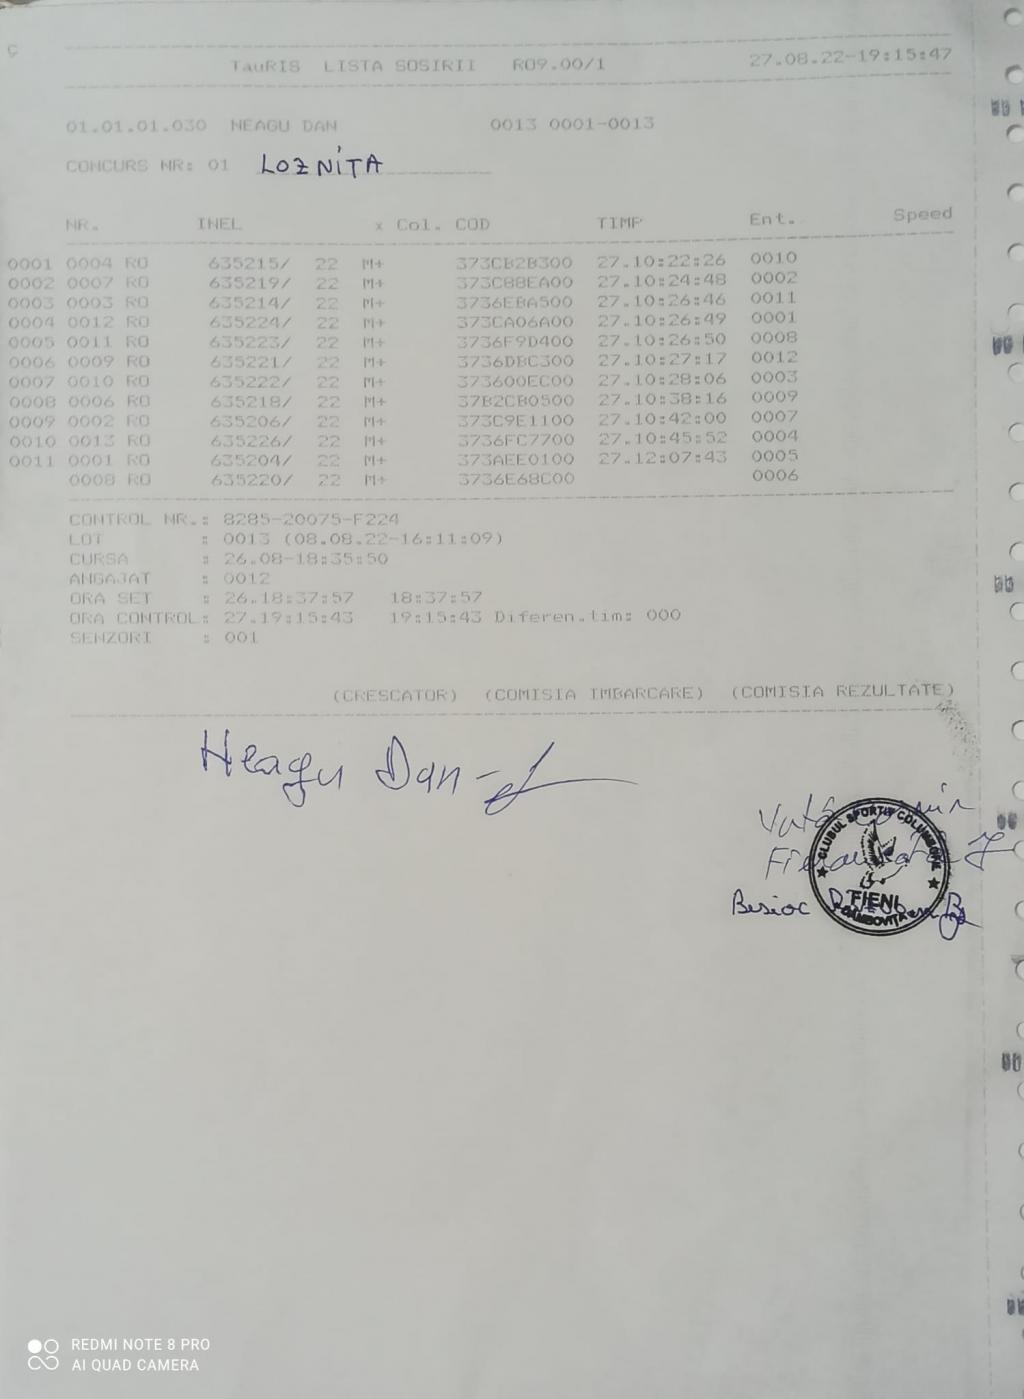 TauRIS LISTA SOSIRII RO9.00/1 27.08.22-19:15:47
01.01.01.030 NEAGU DAN 0013 0001-0013
CONCURS NR: 01 LOZNITA
NR. INEL x Col. COD TIMP Ent. Speed
0001 0004 RO 635215/ 22 M+ 373CB2B300 27.10:22:26 0010
0002 0007 RO 635219/ 22 M+ 373C88EA00 27.10:24:48 0002
0003 0003 RO 635214/ 22 M+ 3736EBA500 27.10:26:46 0011
0004 0012 RO 635224/ 22 M+ 373CA06A00 27.10:26:49 0001
0005 0011 RO 635223/ 22 M+ 3736F9D400 27.10:26:50 0008
0006 0009 RO 635221/ 22 M+ 3736DBC300 27.10:27:17 0012
0007 0010 RO 635222/ 22 M+ 373600EC00 27.10:28:06 0003
0008 0006 RO 635218/ 22 M+ 37B2CB0500 27.10:38:16 0009
0009 0002 RO 635206/ 22 M+ 373C9E1100 27.10:42:00 0007
0010 0013 RO 635226/ 22 M+ 3736FC7700 27.10:45:52 0004
0011 0001 RO 635204/ 22 M+ 373AEE0100 27.12:07:43 0005
0008 RO 635220/ 22 M+ 3736E68C00 0006
CONTROL NR.: 8285-20075-F224
LOT : 0013 (08.08.22-16:11:09)
CURSA : 26.08-18:35:50
ANGAJAT : 0012
ORA SET : 26.18:37:57 18:37:57
ORA CONTROL: 27.19:15:43 19:15:43 Diferen.tim: 000
SENZORI : 001
(CRESCATOR) (COMISIA IMBARCARE) (COMISIA REZULTATE)
Neagu Dan
CLUBUL SPORTIV COLUMBOFIL
FIENI
DAMBOVITA
Besioc
REDMI NOTE 8 PRO
AI QUAD CAMERA